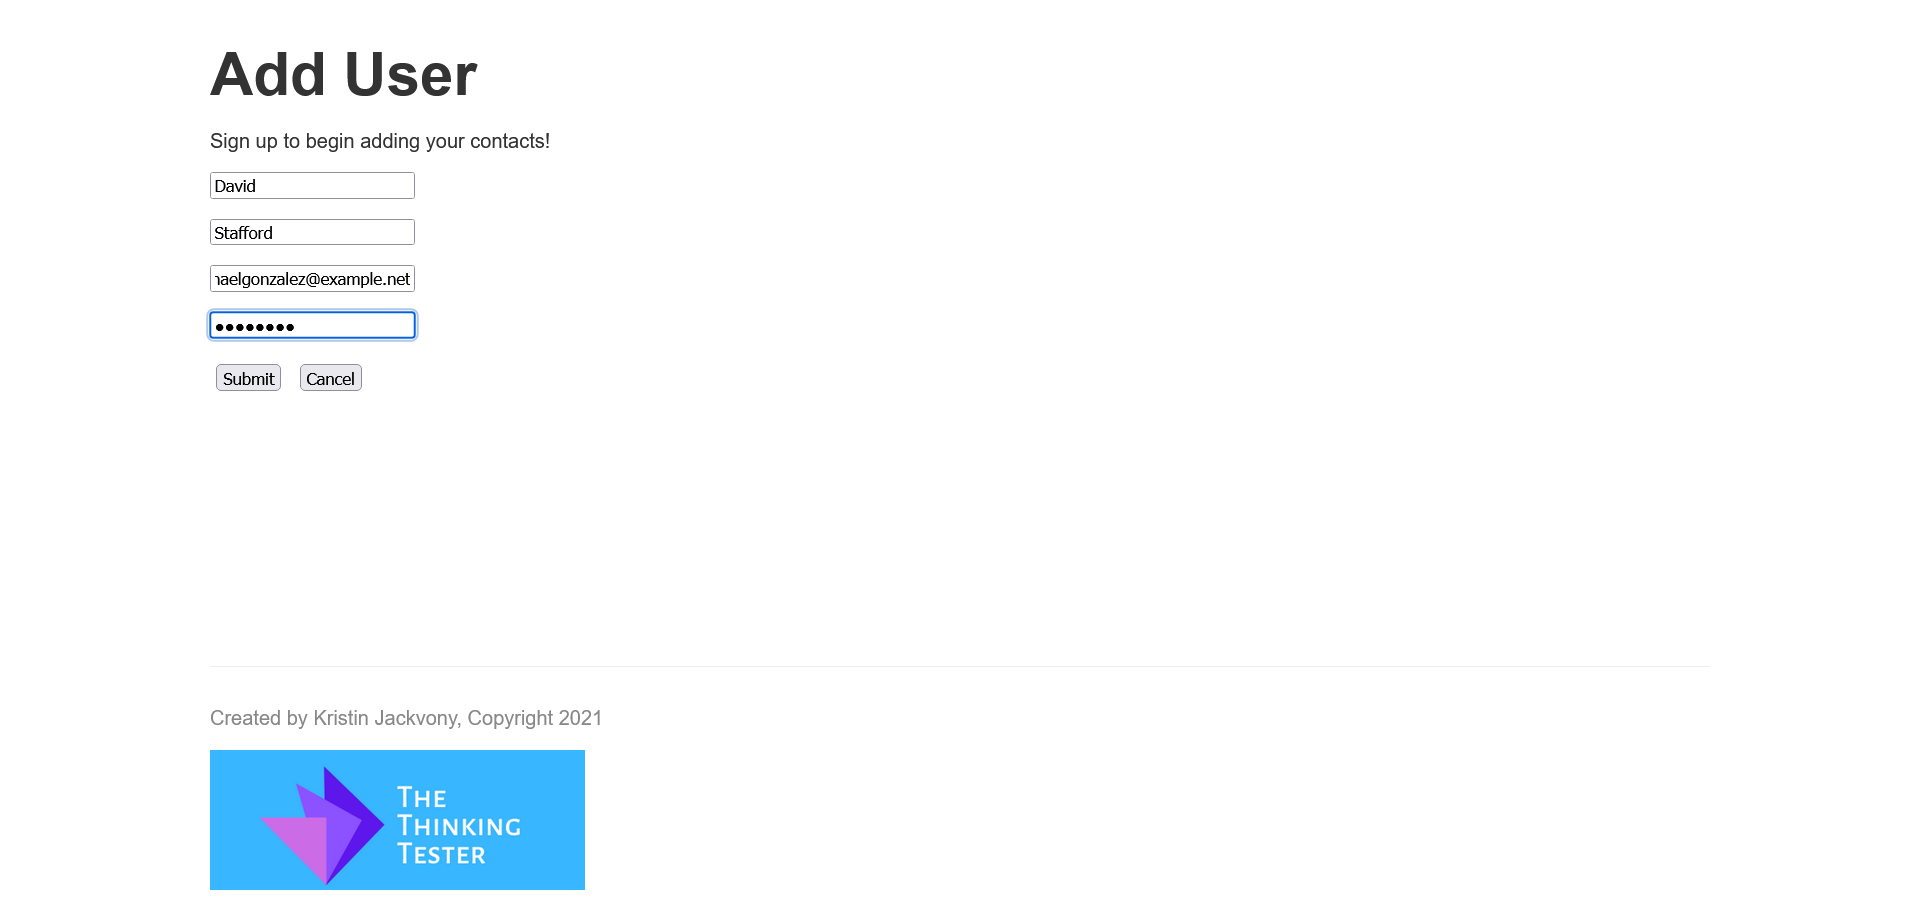 Add User
Sign up to begin adding your contacts!
David
Stafford
naelgonzalez@example.net
••••••••
Submit Cancel
Created by Kristin Jackvony, Copyright 2021
THE
THINKING
TESTER